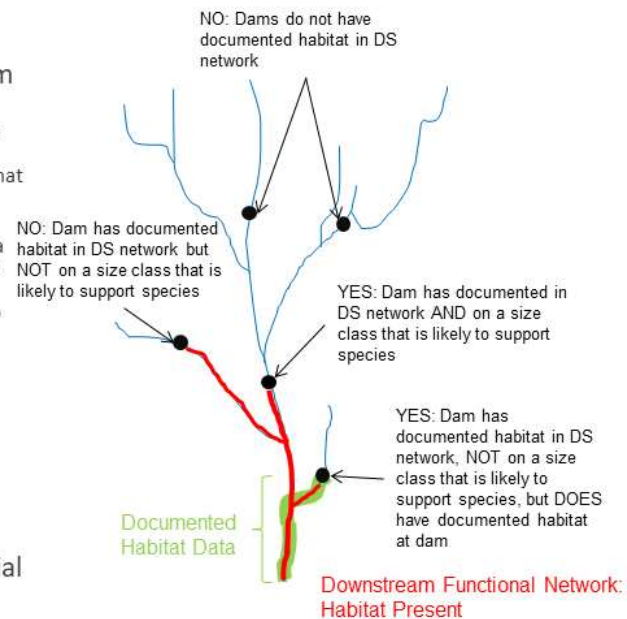 NO: Dams do not have
documented habitat in DS
network
NO: Dam has documented
habitat in DS network but
NOT on a size class that is
likely to support species
YES: Dam has documented in
DS network AND on a size
class that is likely to support
species
YES: Dam has
documented habitat in DS
network, NOT on a size
class that is likely to
support species, but DOES
have documented habitat
at dam
Documented
Habitat Data
Downstream Functional Network:
Habitat Present